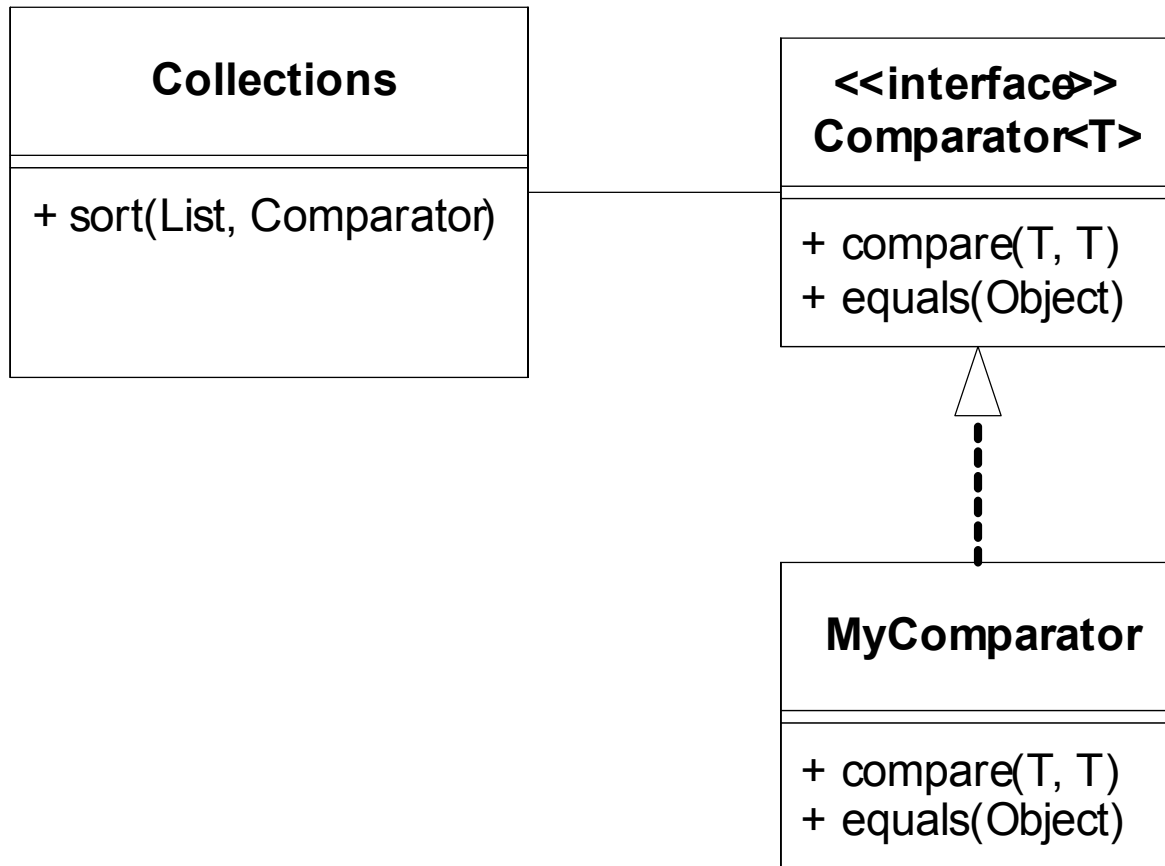 Collections
+ sort(List, Comparator)
<<interface>>
Comparator<T>
+ compare(T, T)
+ equals(Object)
MyComparator
+ compare(T, T)
+ equals(Object)